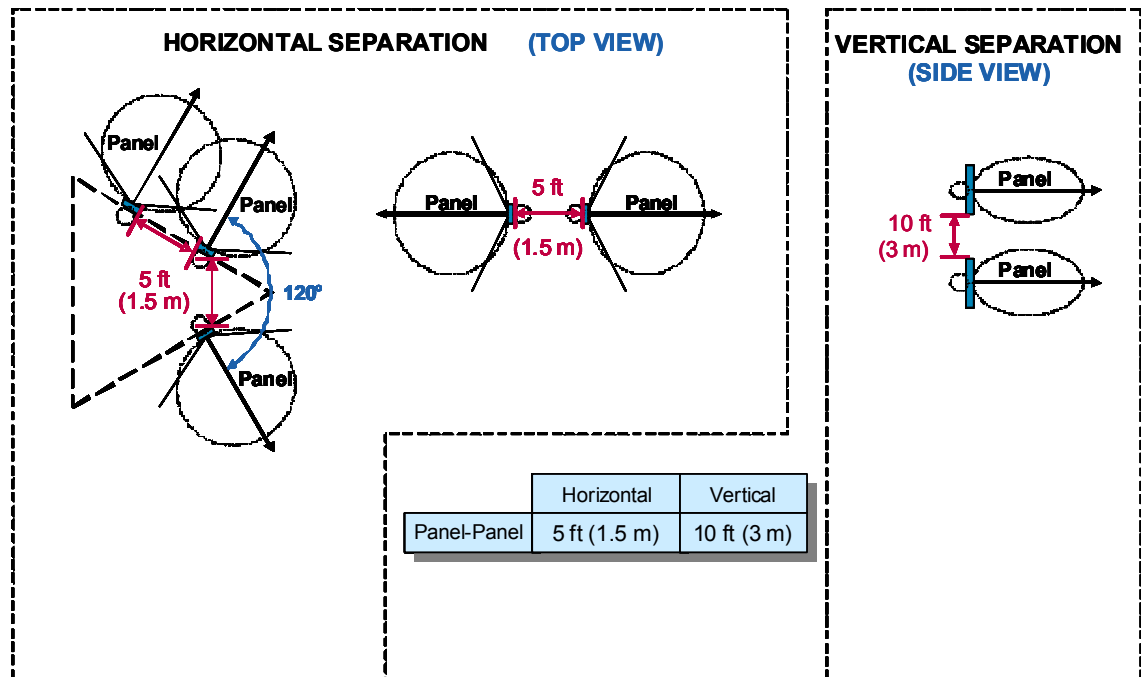 HORIZONTAL SEPARATION (TOP VIEW)
Panel
Panel
5 ft
(1.5 m)
120º
Panel
Panel
5 ft
(1.5 m)
Panel
VERTICAL SEPARATION
(SIDE VIEW)
Panel
10 ft
(3 m)
Panel
Horizontal Vertical
Panel-Panel 5 ft (1.5 m) 10 ft (3 m)